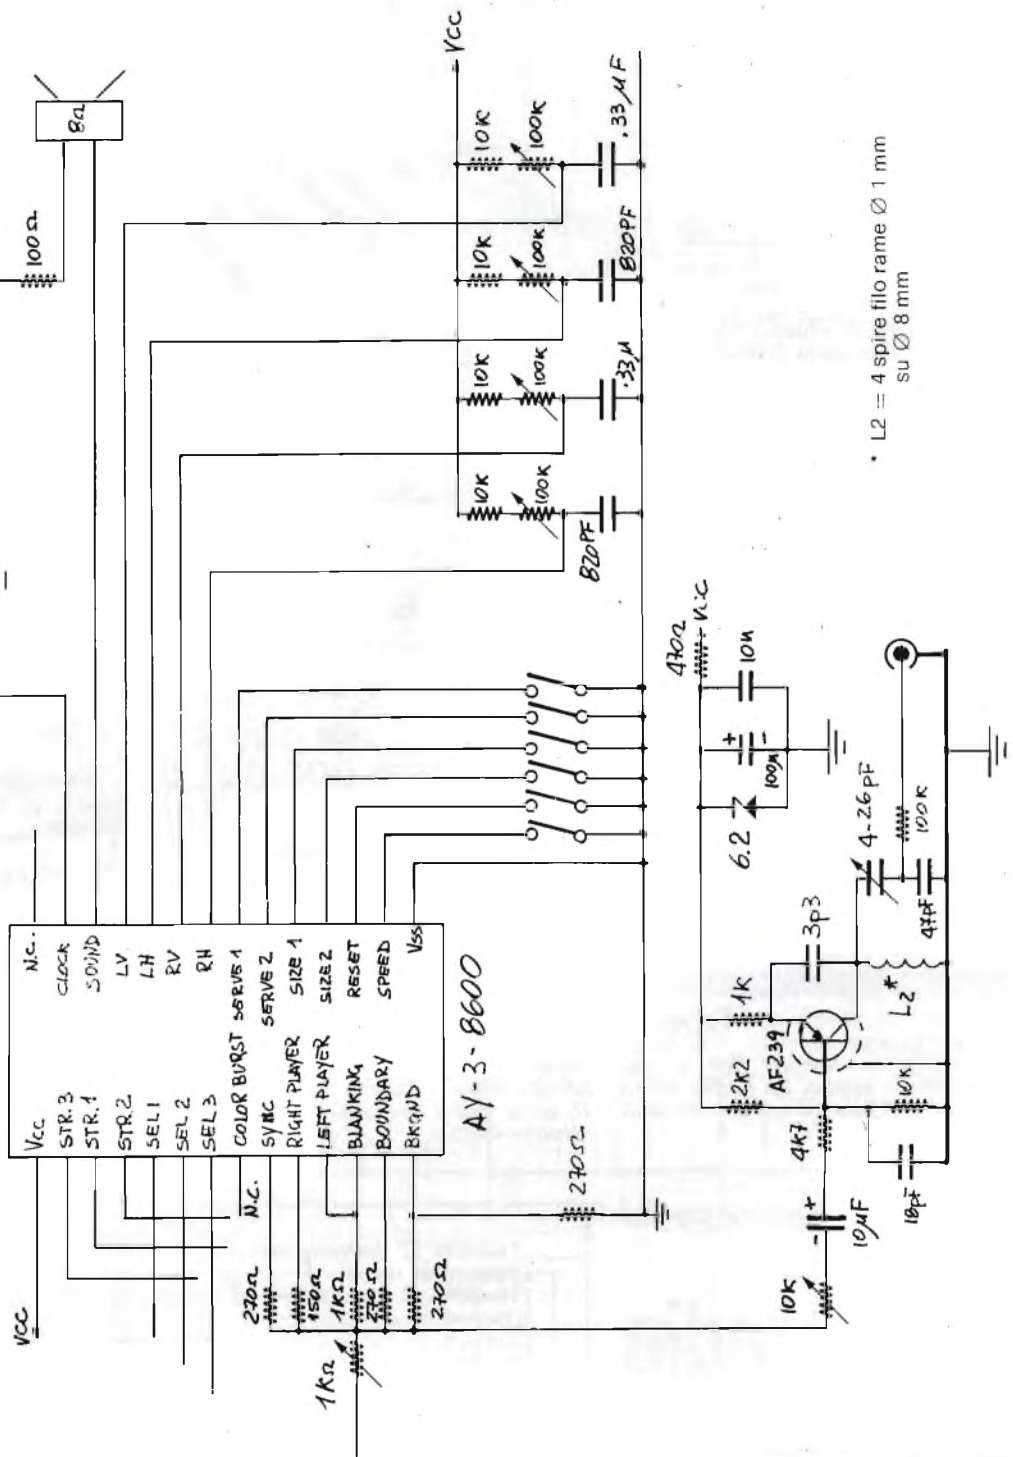 8Ω
100Ω
VCC
10K
100K
.33 µF
10K
100K
820PF
10K
100K
.33µ
10K
100K
820PF
N.C.
CLOCK
SOUND
LV
LH
RV
RH
SERVE 1
SERVE 2
SIZE 1
SIZE 2
RESET
SPEED
VSS
VCC
STR.3
STR.1
STR.2
SEL1
SEL 2
SEL 3
COLOR BURST
SYNC
RIGHT PLAYER
LEFT PLAYER
BLANKING
BOUNDARY
BKGND
AY-3-8600
VCC
N.C.
270Ω
150Ω
1KΩ
270Ω
270Ω
1KΩ
270Ω
470Ω
10n
100µ
+
-
6.2
4-26pF
100K
47pF
3p3
1K
L2*
AF239
2K2
10K
4K7
18pF
+
-
10µF
10K
* L2 = 4 spire filo rame Ø 1 mm
su Ø 8 mm